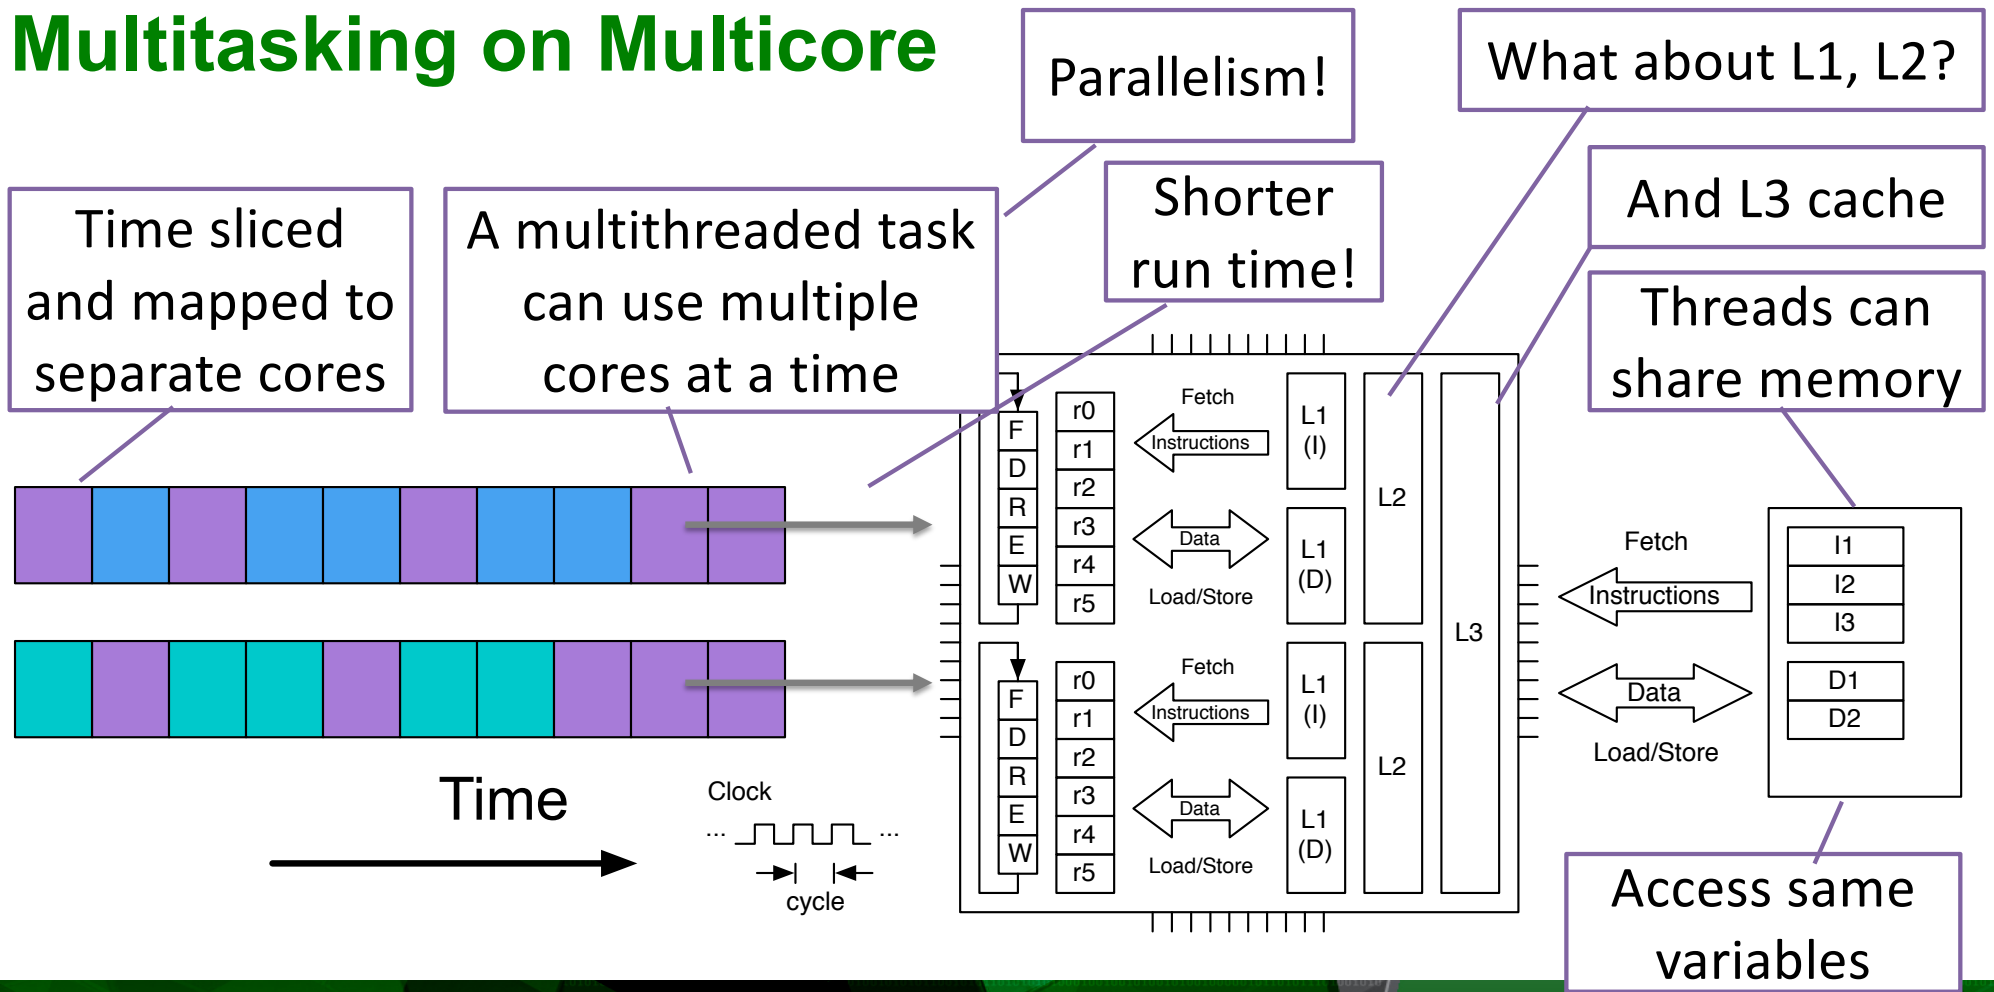 Multitasking on Multicore
Parallelism!
What about L1, L2?
Time sliced
and mapped to
separate cores
A multithreaded task
can use multiple
cores at a time
Shorter
run time!
And L3 cache
Threads can
share memory
F
D
R
E
W
r0
r1
r2
r3
r4
r5
Fetch
Instructions
Data
Load/Store
L1
(I)
L1
(D)
L2
F
D
R
E
W
r0
r1
r2
r3
r4
r5
Fetch
Instructions
Data
Load/Store
L1
(I)
L1
(D)
L2
L3
Fetch
Instructions
Data
Load/Store
I1
I2
I3
D1
D2
Time
Clock
... ...
cycle
Access same
variables